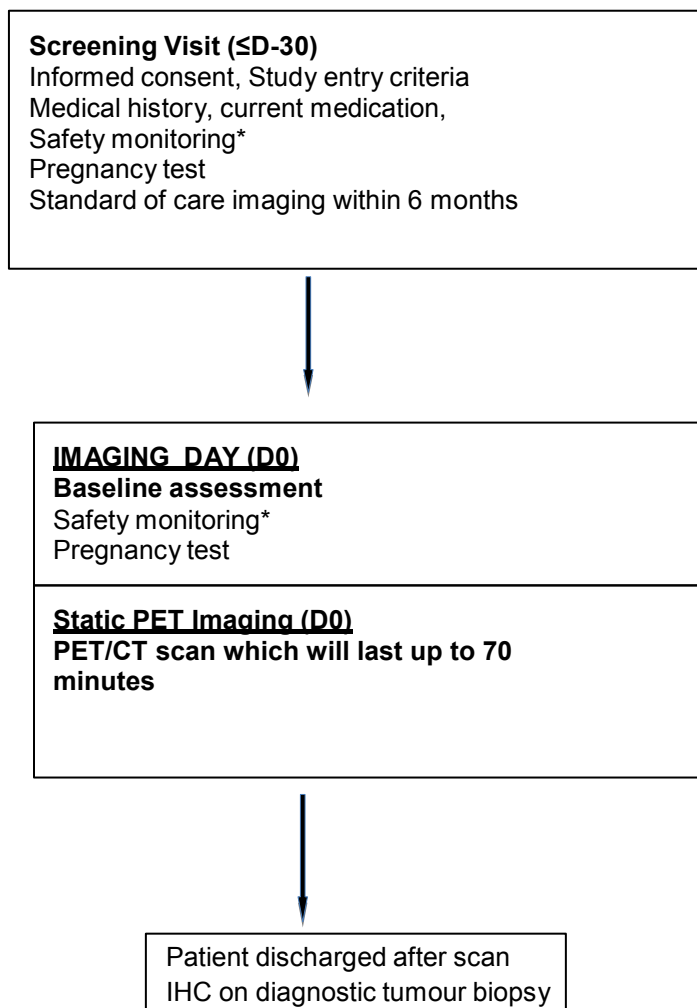 Screening Visit (≤D-30)
Informed consent, Study entry criteria
Medical history, current medication,
Safety monitoring*
Pregnancy test
Standard of care imaging within 6 months
IMAGING DAY (D0)
Baseline assessment
Safety monitoring*
Pregnancy test
Static PET Imaging (D0)
PET/CT scan which will last up to 70
minutes
Patient discharged after scan
IHC on diagnostic tumour biopsy